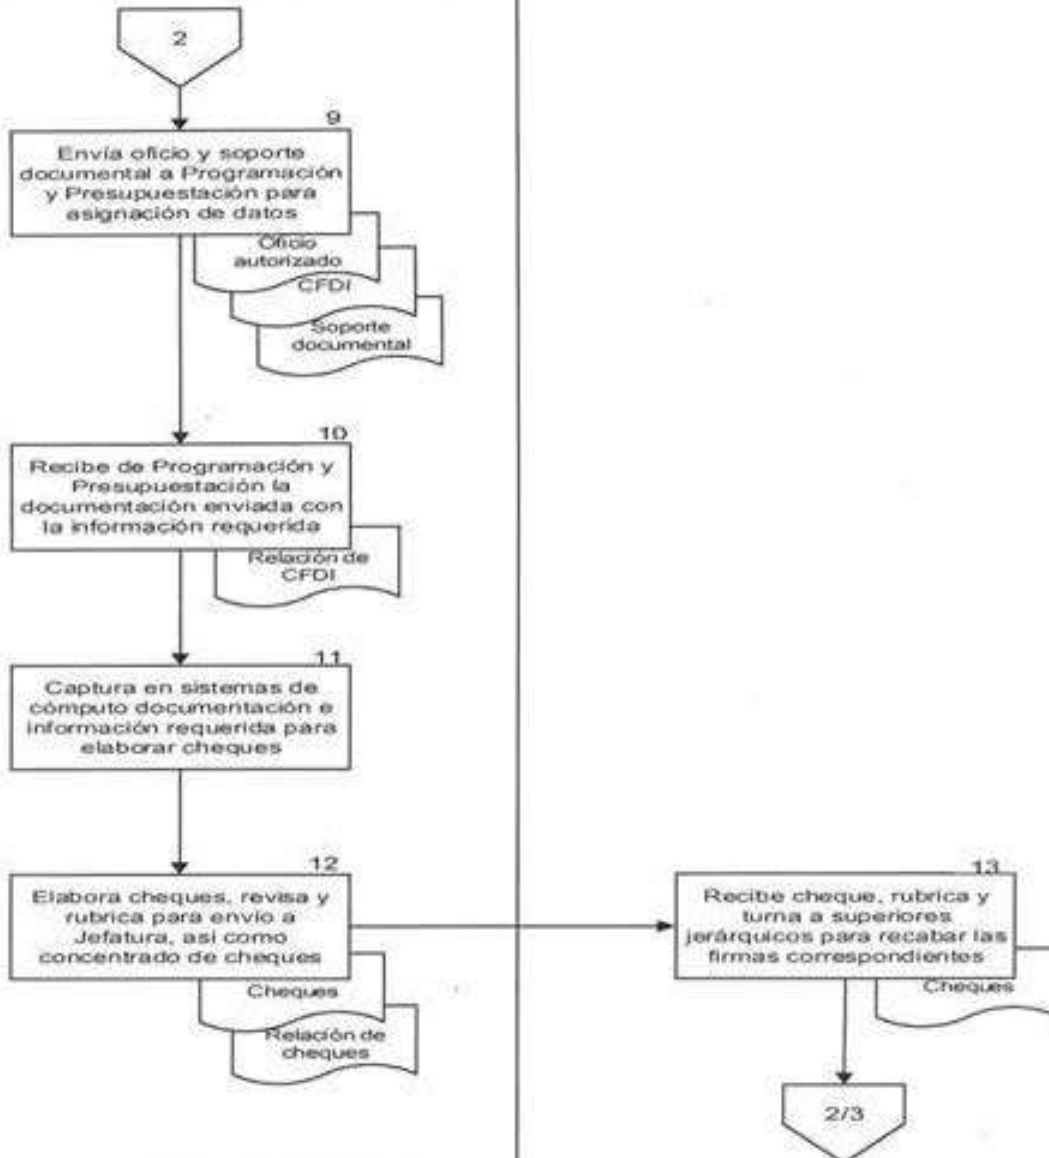 2
9
Envía oficio y soporte
documental a Programación
y Presupuestación para
asignación de datos
Oficio
autorizado
CFDI
Soporte
documental
10
Recibe de Programación y
Presupuestación la
documentación enviada con
la información requerida
Relación de
CFDI
11
Captura en sistemas de
cómputo documentación e
información requerida para
elaborar cheques
12
Elabora cheques, revisa y
rubrica para envío a
Jefatura, así como
concentrado de cheques
Cheques
Relación de
cheques
13
Recibe cheque, rubrica y
turna a superiores
jerárquicos para recabar las
firmas correspondientes
Cheques
2/3